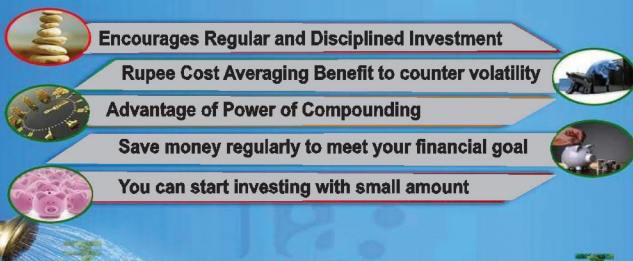 Encourages Regular and Disciplined Investment
Rupee Cost Averaging Benefit to counter volatility
Advantage of Power of Compounding
Save money regularly to meet your financial goal
You can start investing with small amount